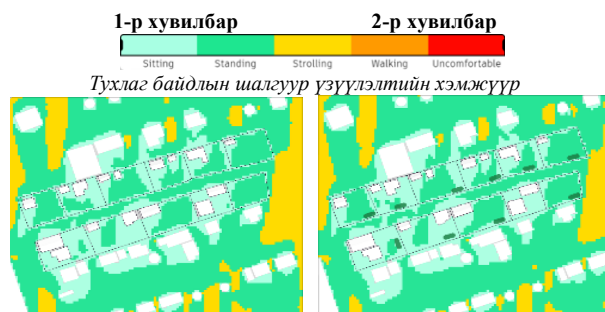 1-р хувилбар 2-р хувилбар
Sitting Standing Strolling Walking Uncomfortable
Тухлаг байдлын шалгуур үзүүлэлтийн хэмжүүр